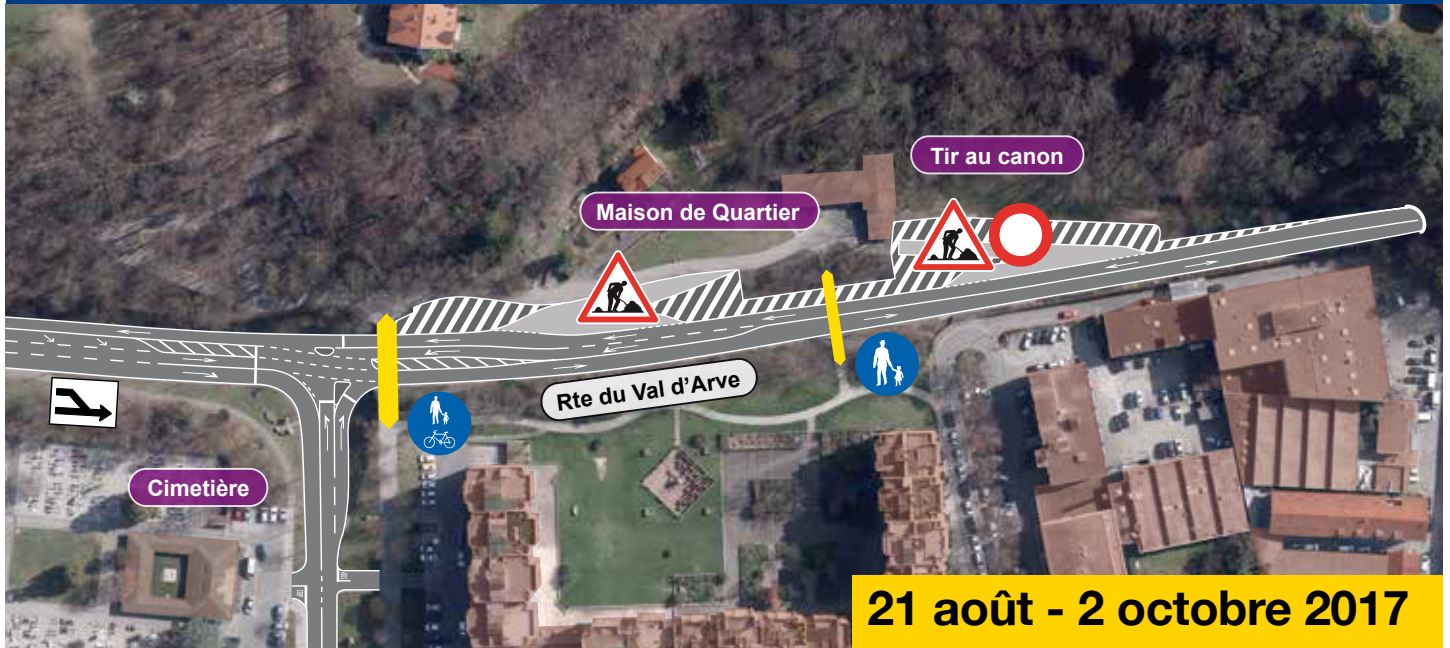 Tir au canon
Maison de Quartier
Rte du Val d’Arve
Cimetière
21 août - 2 octobre 2017